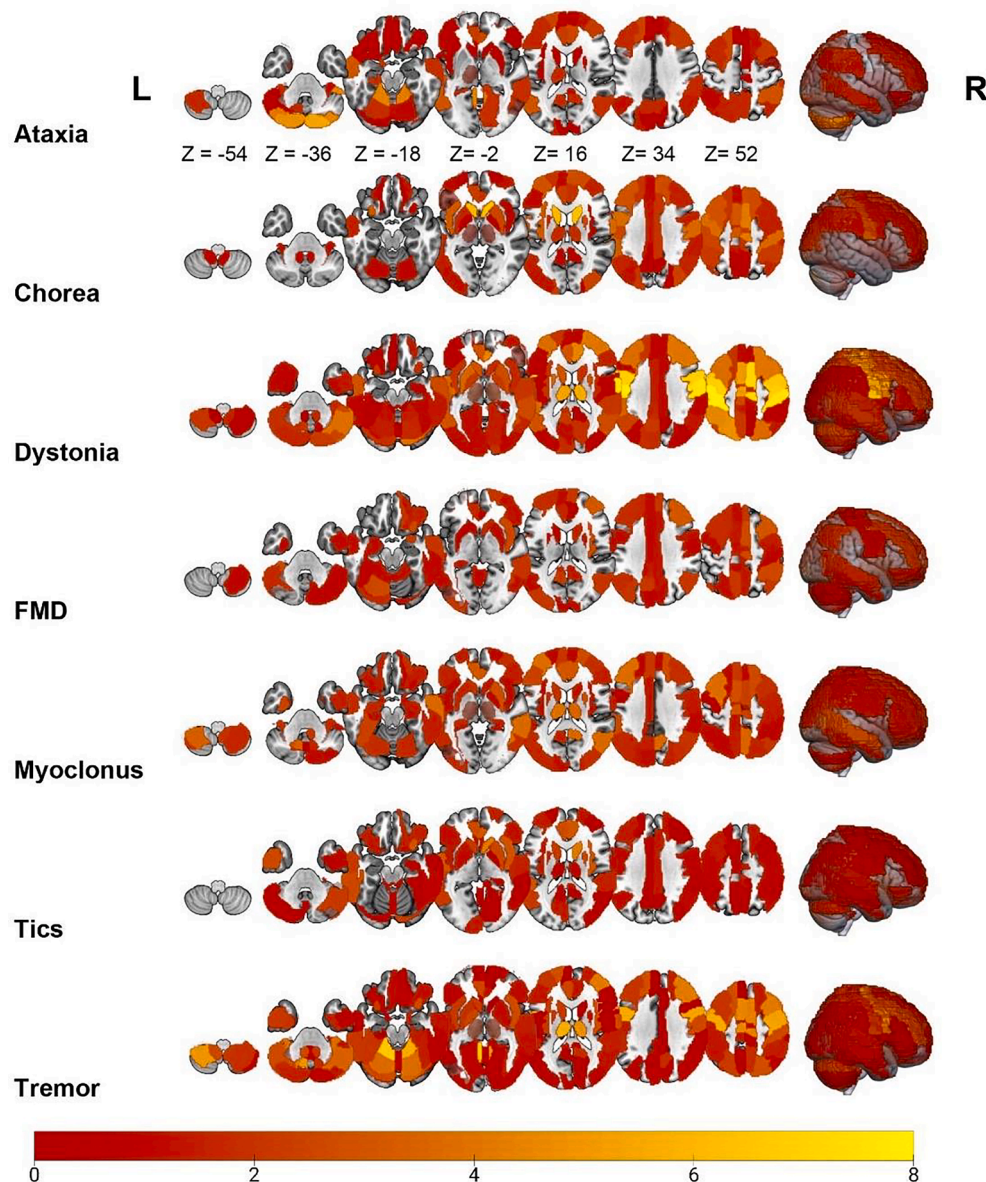 L R
Ataxia
Z = -54 Z = -36 Z = -18 Z= -2 Z= 16 Z= 34 Z= 52
Chorea
Dystonia
FMD
Myoclonus
Tics
Tremor
0 2 4 6 8